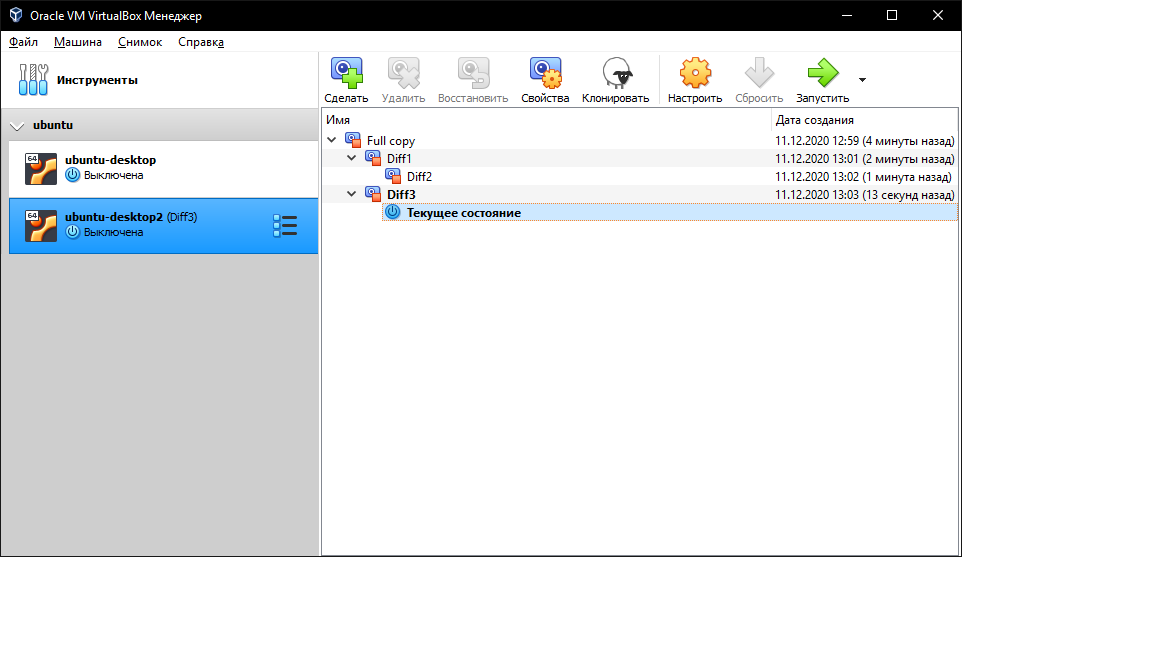 Oracle VM VirtualBox Менеджер
Файл Машина Снимок Справка
Инструменты
Сделать Удалить Восстановить Свойства Клонировать Настроить Сбросить Запустить
ubuntu
64
ubuntu-desktop
Выключена
64
ubuntu-desktop2 (Diff3)
Выключена
Имя Дата создания
Full copy 11.12.2020 12:59 (4 минуты назад)
Diff1 11.12.2020 13:01 (2 минуты назад)
Diff2 11.12.2020 13:02 (1 минута назад)
Diff3 11.12.2020 13:03 (13 секунд назад)
Текущее состояние